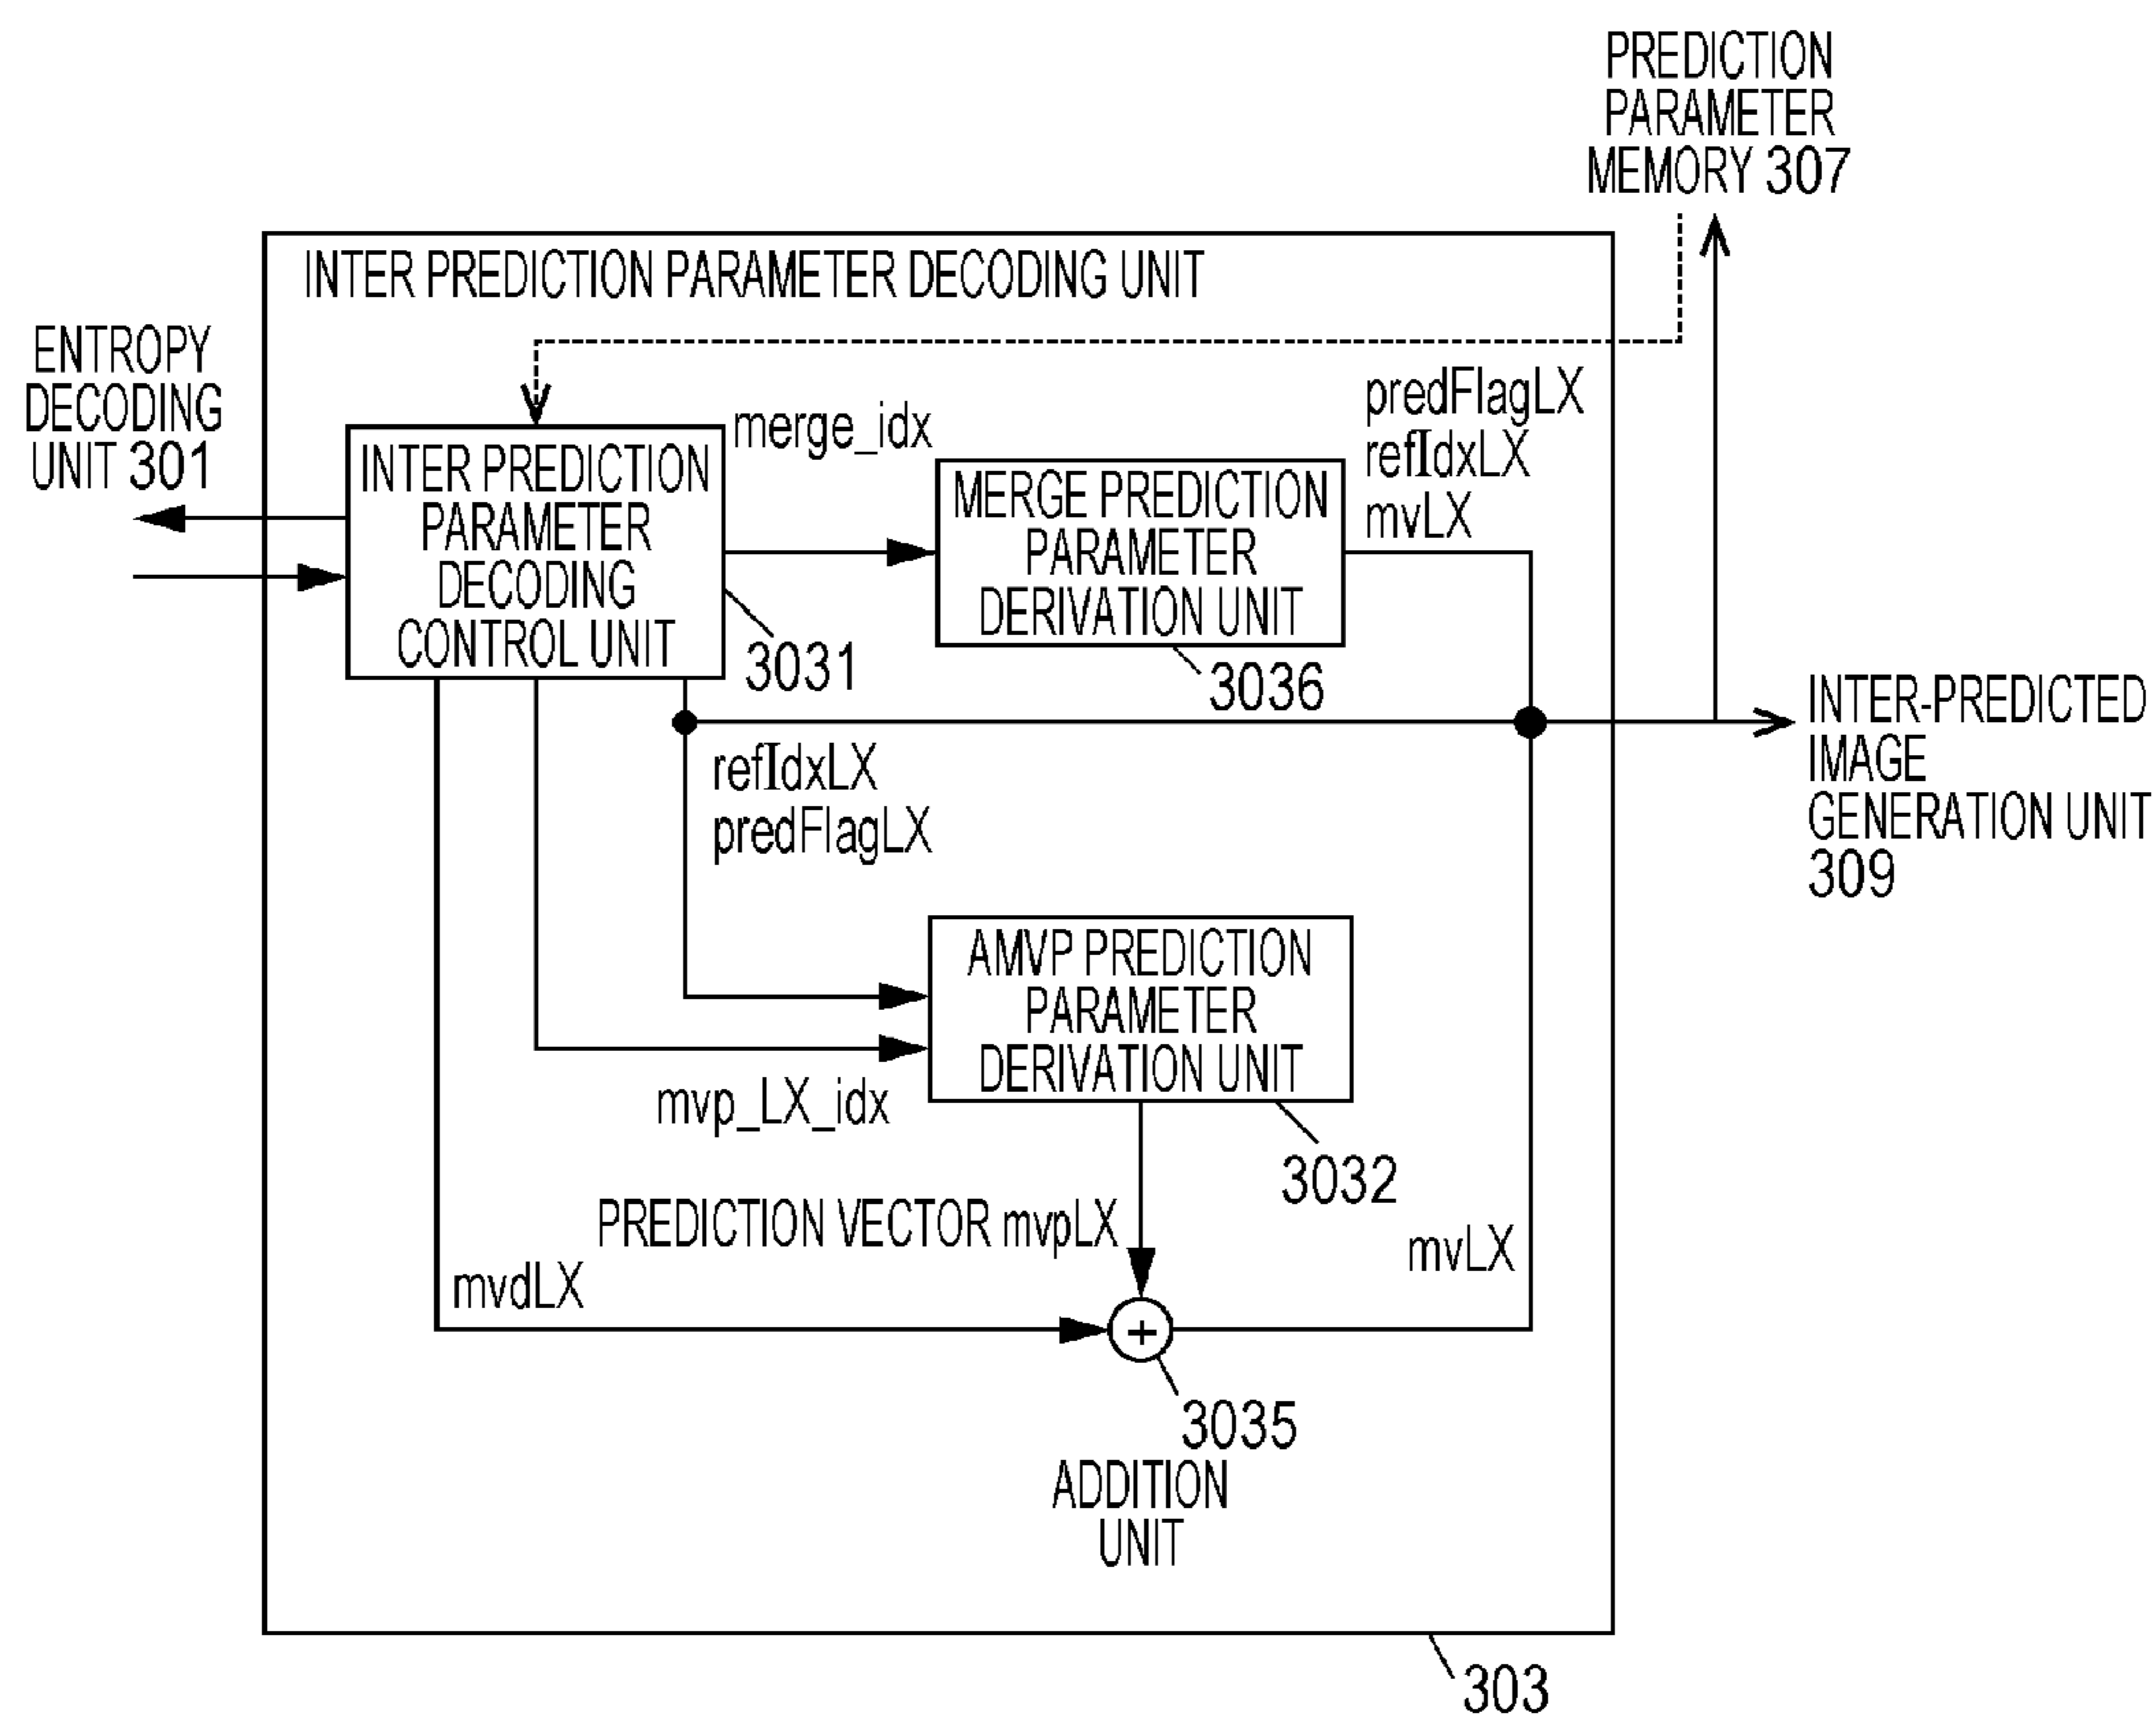 PREDICTION
PARAMETER
MEMORY 307
INTER PREDICTION PARAMETER DECODING UNIT
ENTROPY
DECODING
UNIT 301
INTER PREDICTION
PARAMETER
DECODING
CONTROL UNIT
3031
merge_idx
MERGE PREDICTION
PARAMETER
DERIVATION UNIT
3036
predFlagLX
refIdxLX
mvLX
INTER-PREDICTED
IMAGE
GENERATION UNIT
309
refIdxLX
predFlagLX
AMVP PREDICTION
PARAMETER
DERIVATION UNIT
3032
mvp_LX_idx
PREDICTION VECTOR mvpLX
mvLX
mvdLX
+
3035
ADDITION
UNIT
303